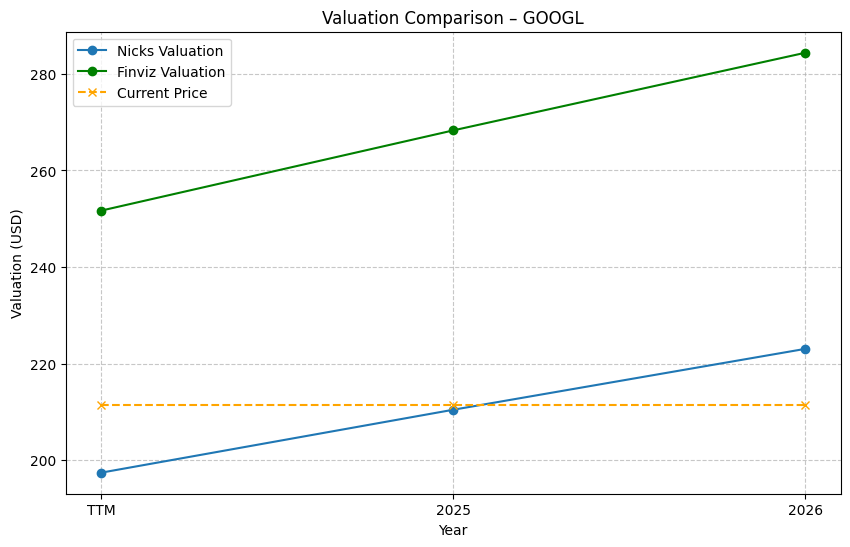 Valuation Comparison – GOOGL
Nicks Valuation
Finviz Valuation
Current Price
Valuation (USD)
280
260
240
220
200
TTM
2025
2026
Year